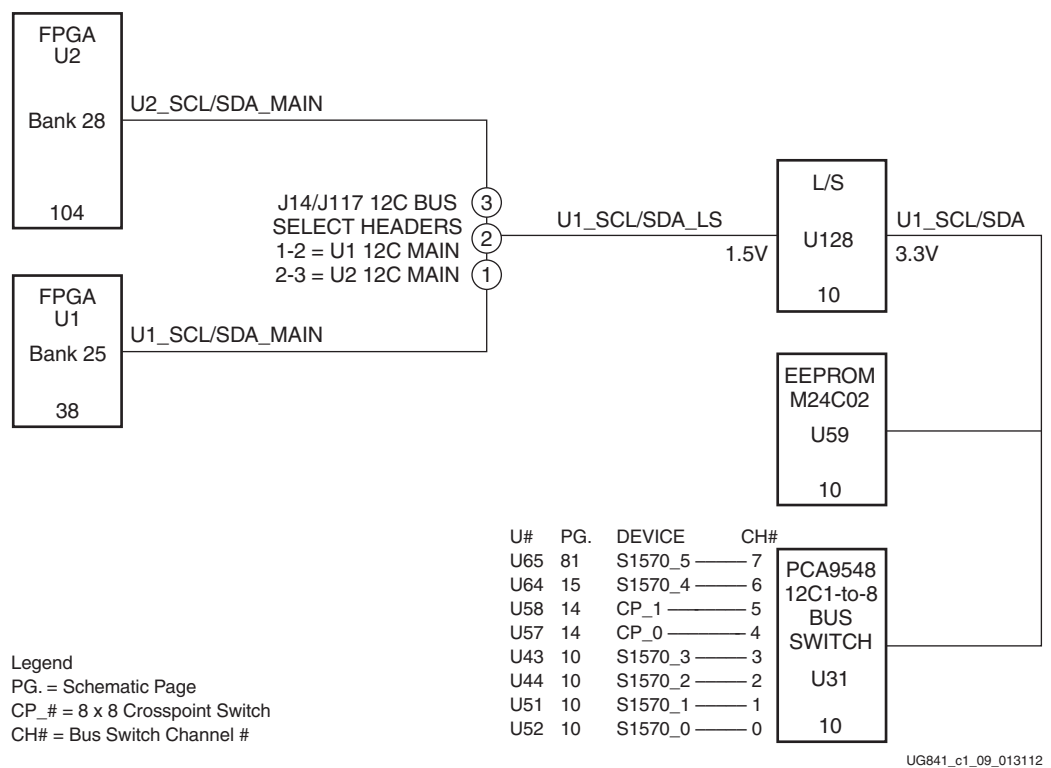 FPGA
U2
Bank 28
104
U2_SCL/SDA_MAIN
J14/J117 12C BUS
SELECT HEADERS
1-2 = U1 12C MAIN
2-3 = U2 12C MAIN
3
2
1
FPGA
U1
Bank 25
38
U1_SCL/SDA_MAIN
U1_SCL/SDA_LS
1.5V
L/S
U128
10
U1_SCL/SDA
3.3V
EEPROM
M24C02
U59
10
U# PG. DEVICE CH#
U65 81 S1570_5 7
U64 15 S1570_4 6
U58 14 CP_1 5
U57 14 CP_0 4
U43 10 S1570_3 3
U44 10 S1570_2 2
U51 10 S1570_1 1
U52 10 S1570_0 0
PCA9548
12C1-to-8
BUS
SWITCH
U31
10
Legend
PG. = Schematic Page
CP_# = 8 x 8 Crosspoint Switch
CH# = Bus Switch Channel #
UG841_c1_09_013112